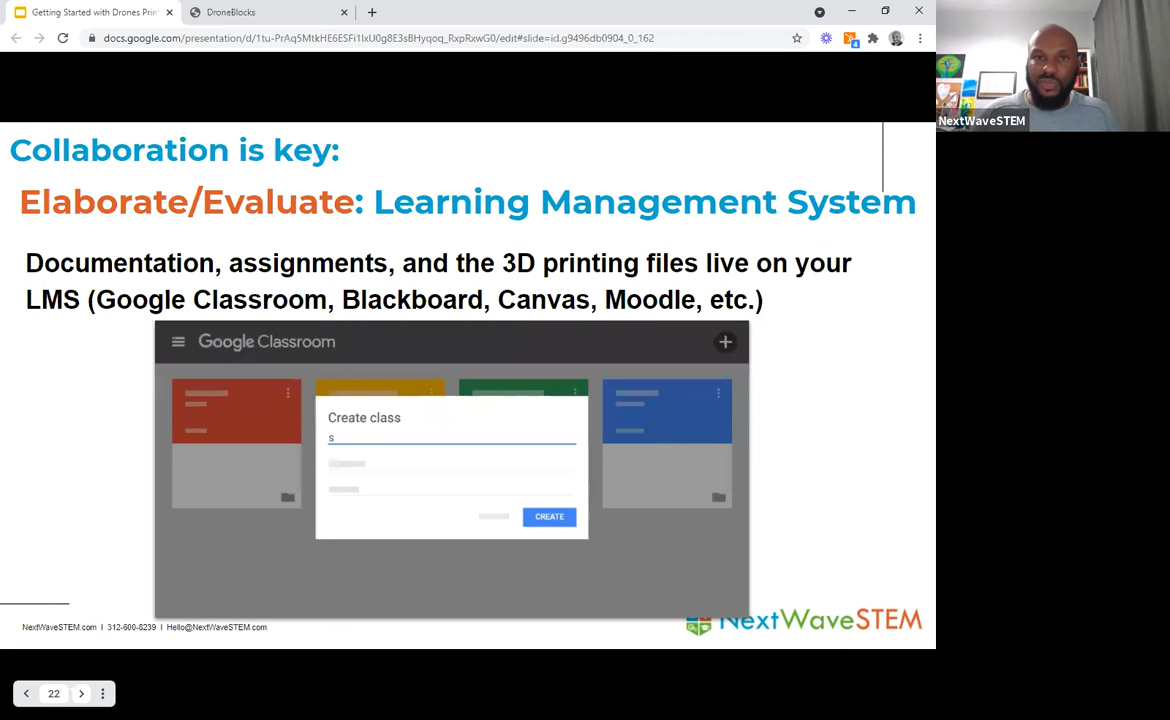 Getting Started with Drones Prin
DroneBlocks
docs.google.com/presentation/d/1tu-PrAq5MtkHE6ESFi1IxU0g8E3sBHyqoq_RxpRxwG0/edit#slide=id.g9496db0904_0_162
4
NextWaveSTEM
Collaboration is key:
Elaborate/Evaluate: Learning Management System
Documentation, assignments, and the 3D printing files live on your
LMS (Google Classroom, Blackboard, Canvas, Moodle, etc.)
Google Classroom
Create class
s
CREATE
NextWaveSTEM.com I 312-600-8239 I Hello@NextWaveSTEM.com
NextWaveSTEM
22